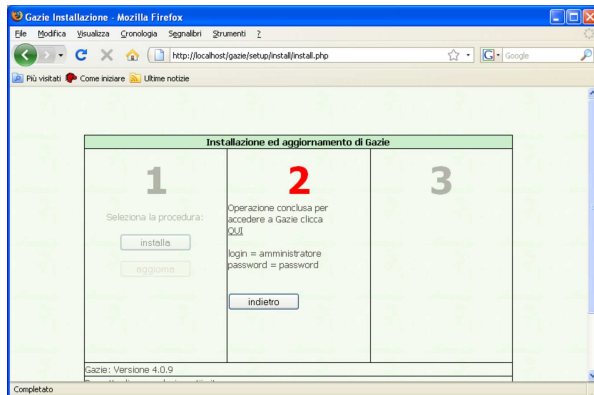 Gazie Installazione - Mozilla Firefox
File Modifica Visualizza Cronologia Segnalibri Strumenti ?
http://localhost/gazie/setup/install/install.php
G Google
Più visitati Come iniziare Ultime notizie
Installazione ed aggiornamento di Gazie
1
Seleziona la procedura:
installa
aggiorna
2
Operazione conclusa per
accedere a Gazie clicca
QUI
login = amministratore
password = password
indietro
3
Gazie: Versione 4.0.9
Completato